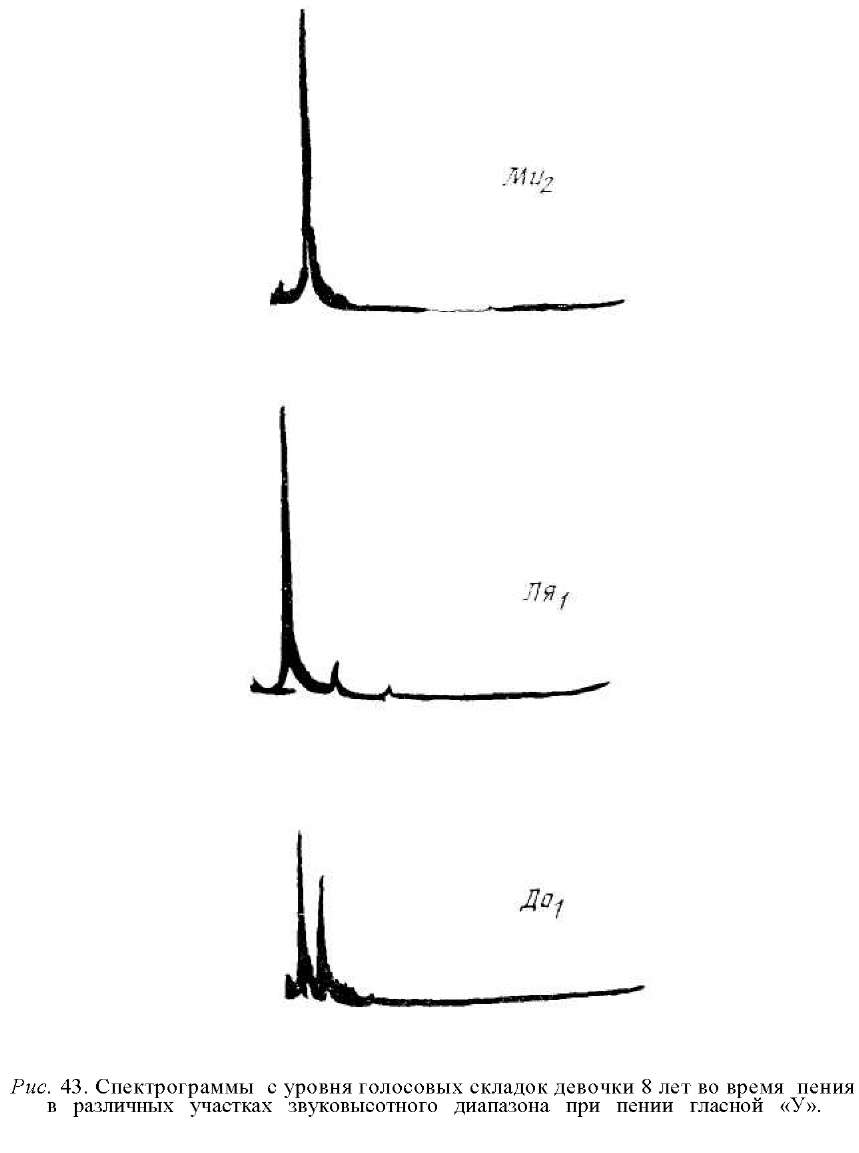 Ми2
Ля1
До1
Рис. 43. Спектрограммы с уровня голосовых складок девочки 8 лет во время пения
в различных участках звуковысотного диапазона при пении гласной «У».